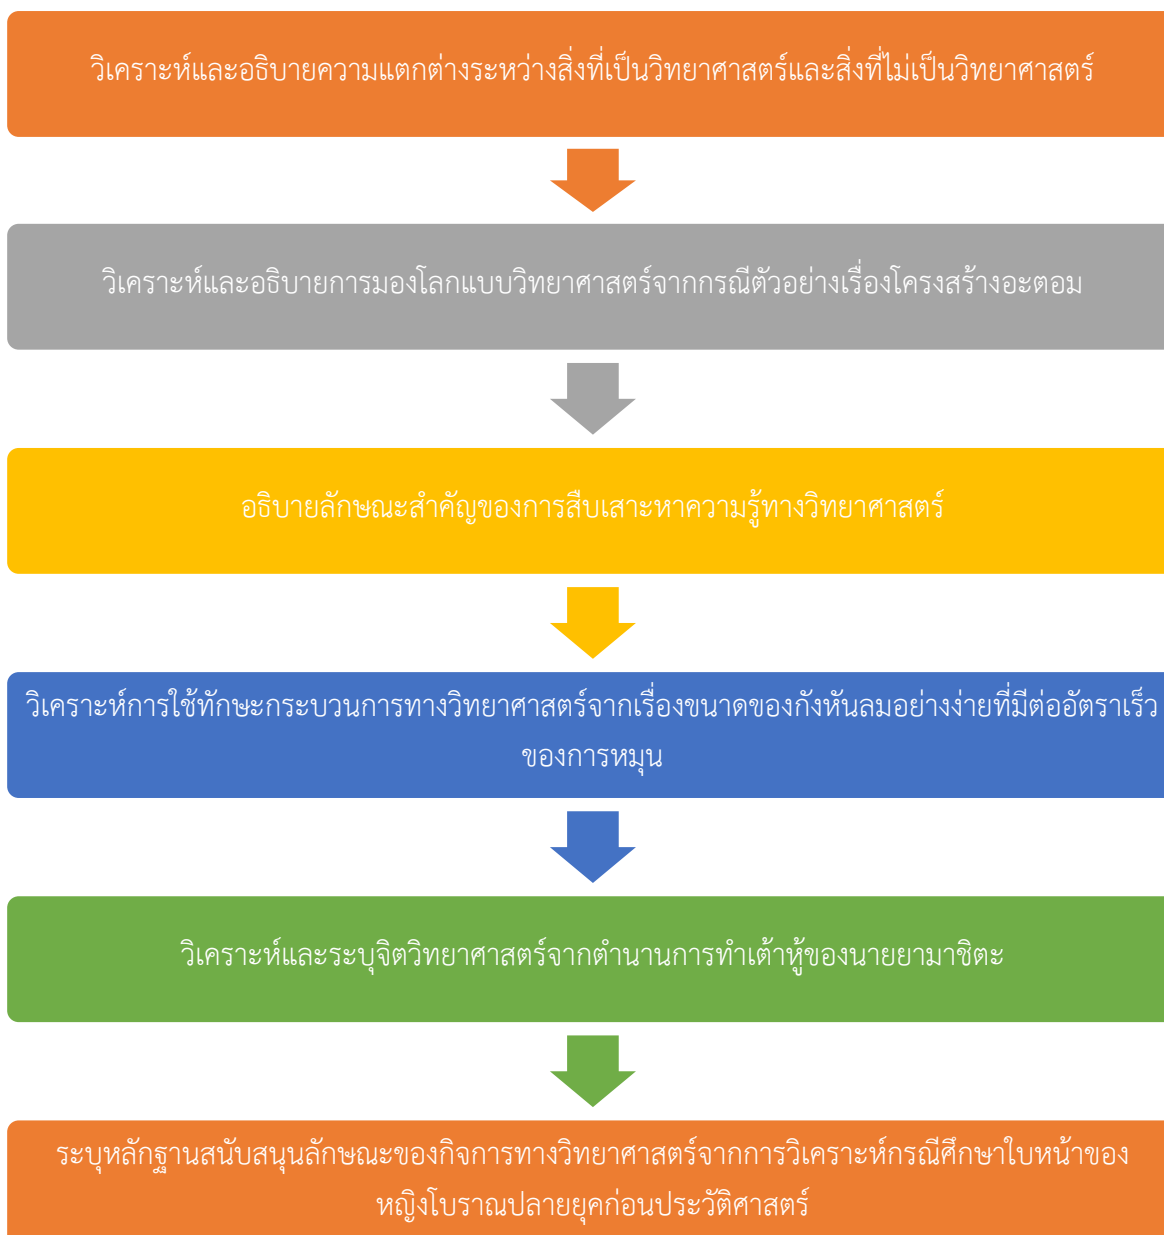 วิเคราะห์และอธิบายความแตกต่างระหว่างสิ่งที่เป็นวิทยาศาสตร์และสิ่งที่ไม่เป็นวิทยาศาสตร์
วิเคราะห์และอธิบายการมองโลกแบบวิทยาศาสตร์จากกรณีตัวอย่างเรื่องโครงสร้างอะตอม
อธิบายลักษณะสำคัญของการสืบเสาะหาความรู้ทางวิทยาศาสตร์
วิเคราะห์การใช้ทักษะกระบวนการทางวิทยาศาสตร์จากเรื่องขนาดของกังหันลมอย่างง่ายที่มีต่ออัตราเร็ว
ของการหมุน
วิเคราะห์และระบุจิตวิทยาศาสตร์จากตำนานการทำเต้าหู้ของนายยามาชิตะ
ระบุหลักฐานสนับสนุนลักษณะของกิจการทางวิทยาศาสตร์จากการวิเคราะห์กรณีศึกษาใบหน้าของ
หญิงโบราณปลายยุคก่อนประวัติศาสตร์